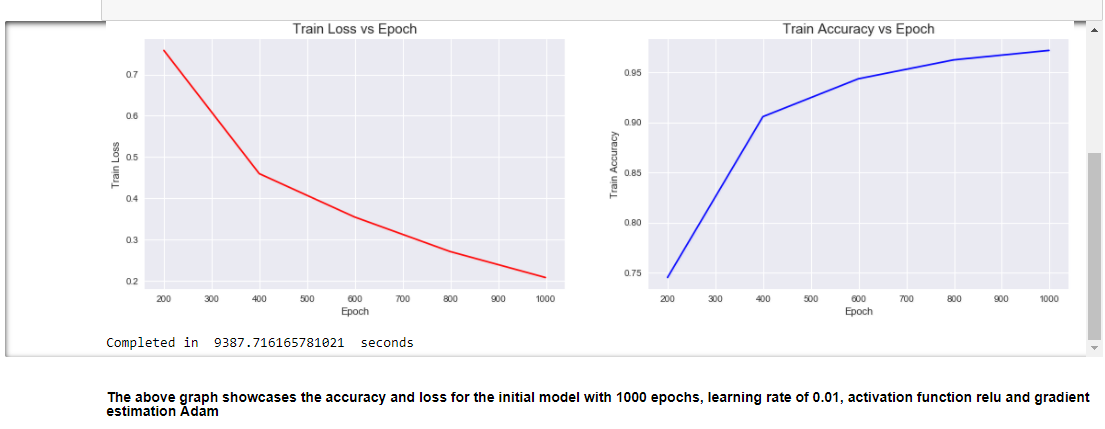 Train Loss vs Epoch
Train Accuracy vs Epoch
0.7
0.6
0.5
0.4
0.3
0.2
Train Loss
200 300 400 500 600 700 800 900 1000
Epoch
0.95
0.90
0.85
0.80
0.75
Train Accuracy
200 300 400 500 600 700 800 900 1000
Epoch
Completed in 9387.716165781021 seconds
The above graph showcases the accuracy and loss for the initial model with 1000 epochs, learning rate of 0.01, activation function relu and gradient
estimation Adam